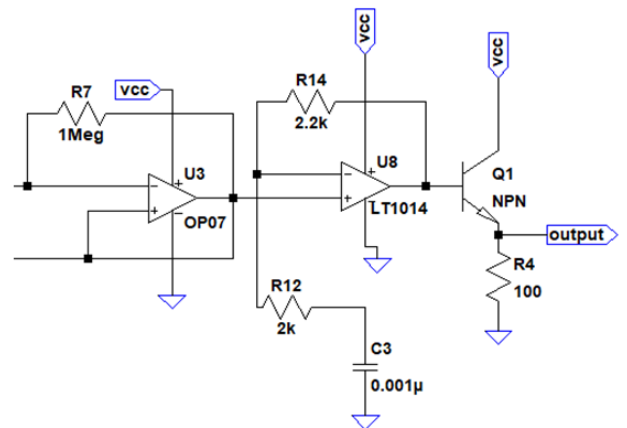 vcc
vcc
R7
1Meg
vcc
R14
2.2k
U3
OP07
U8
LT1014
Q1
NPN
output
R4
100
R12
2k
C3
0.001µ